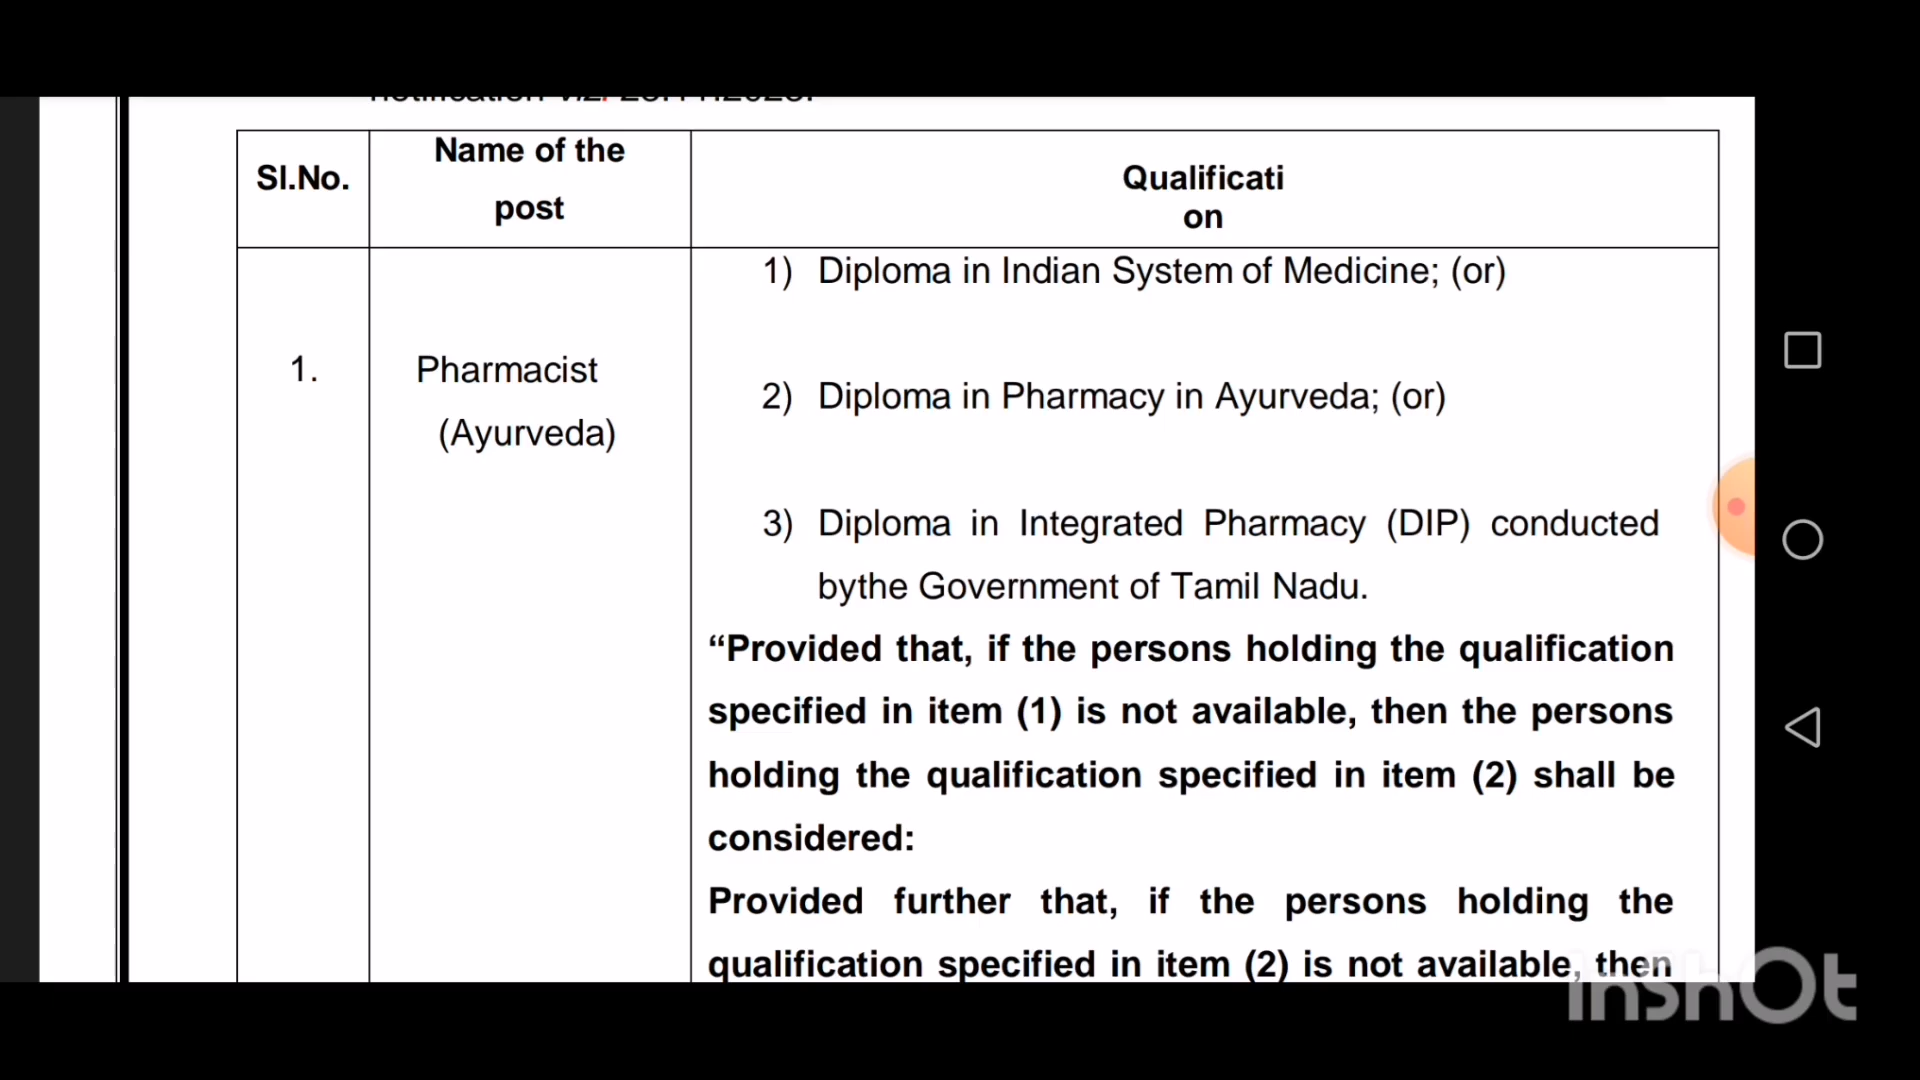 Sl.No.
Name of the
post
Qualificati
on
1.
Pharmacist
(Ayurveda)
1) Diploma in Indian System of Medicine; (or)
2) Diploma in Pharmacy in Ayurveda; (or)
3) Diploma in Integrated Pharmacy (DIP) conducted
bythe Government of Tamil Nadu.
“Provided that, if the persons holding the qualification
specified in item (1) is not available, then the persons
holding the qualification specified in item (2) shall be
considered:
Provided further that, if the persons holding the
qualification specified in item (2) is not available, then
InShOt